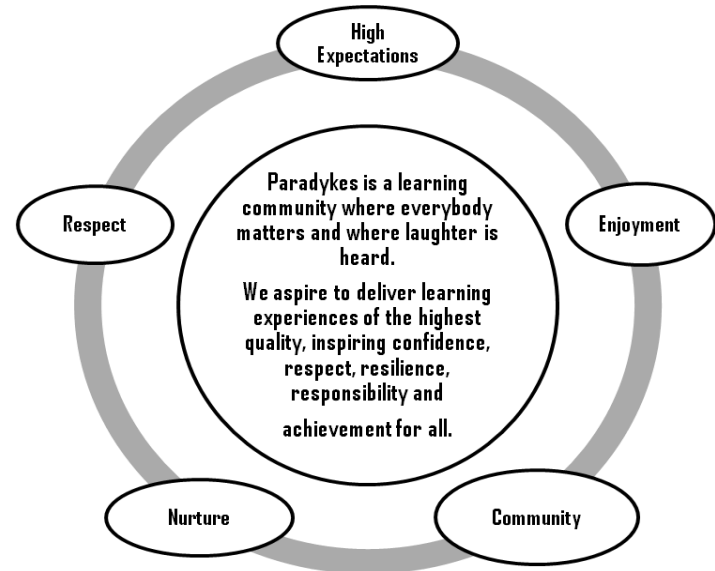 High
Expectations
Respect
Enjoyment
Paradykes is a learning
community where everybody
matters and where laughter is
heard.
We aspire to deliver learning
experiences of the highest
quality, inspiring confidence,
respect, resilience,
responsibility and
achievement for all.
Nurture
Community